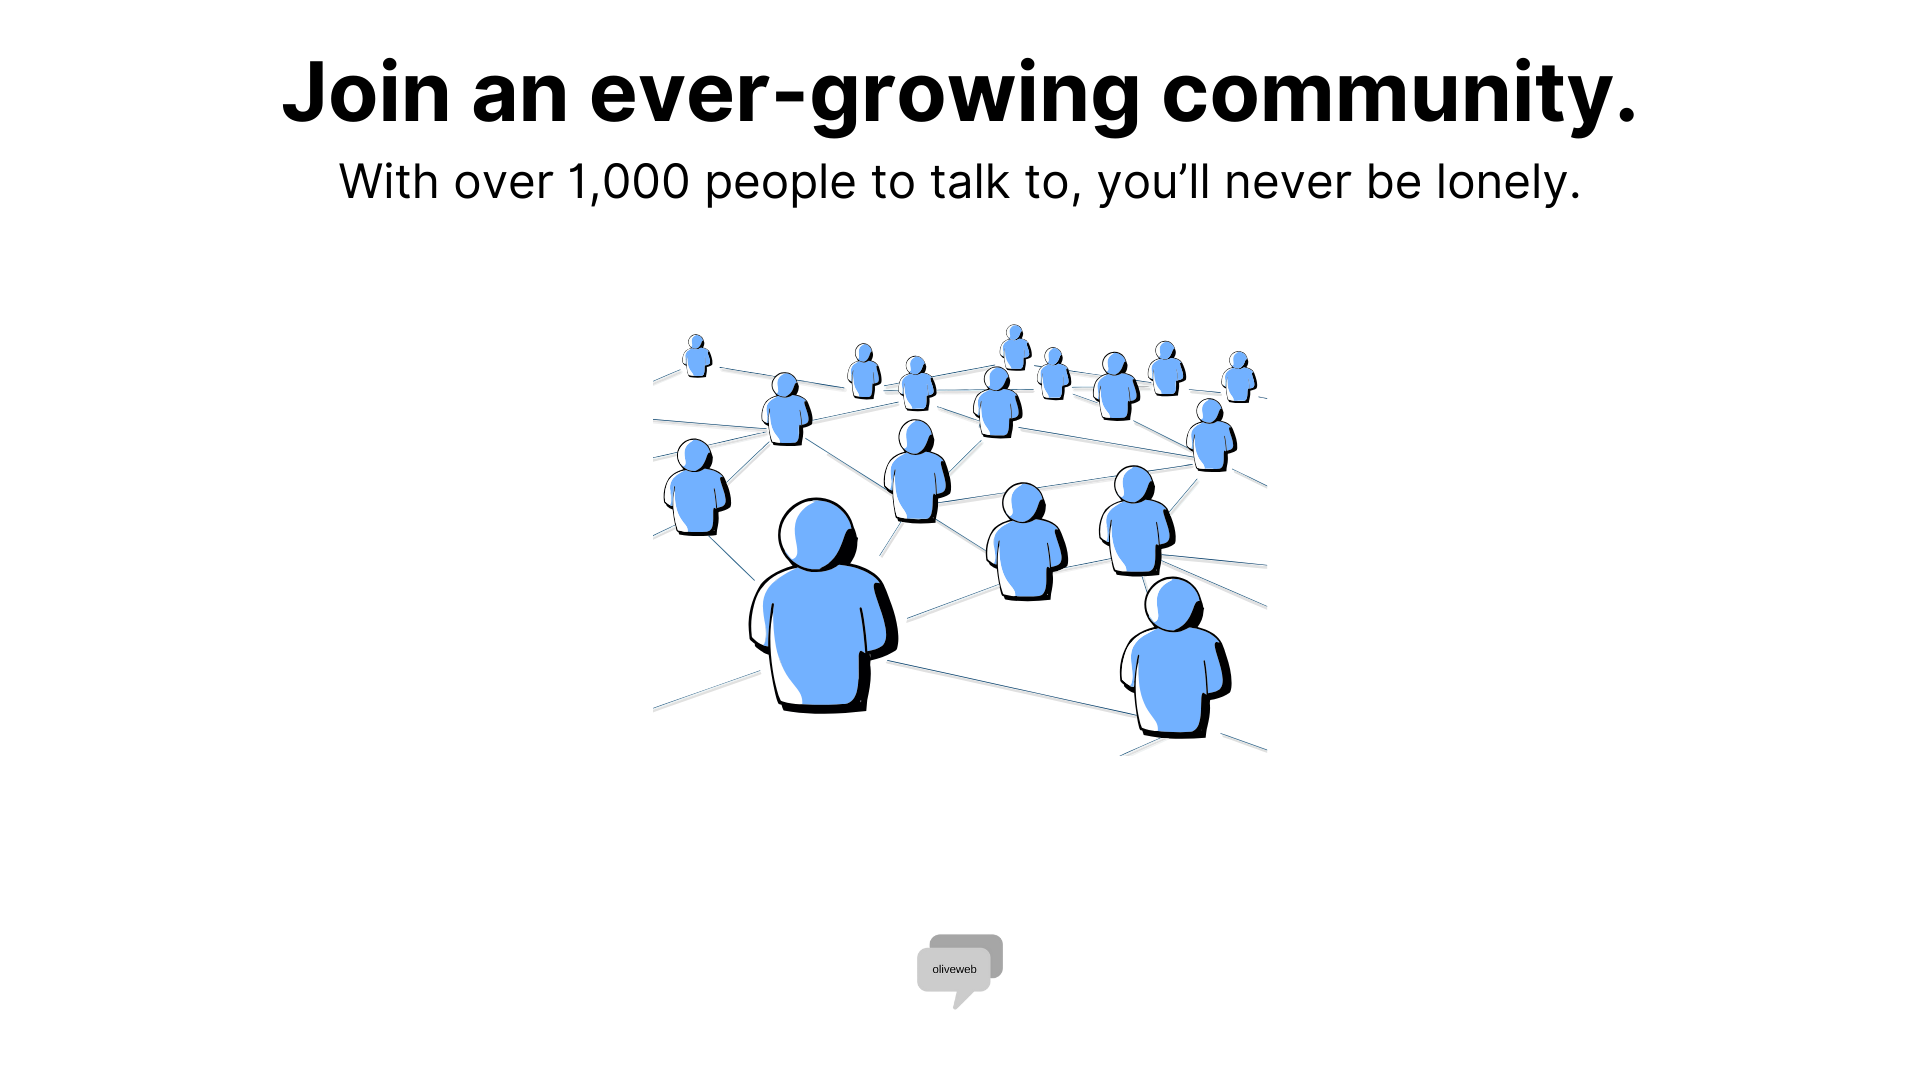 Join an ever-growing community.
With over 1,000 people to talk to, you’ll never be lonely.
oliveweb